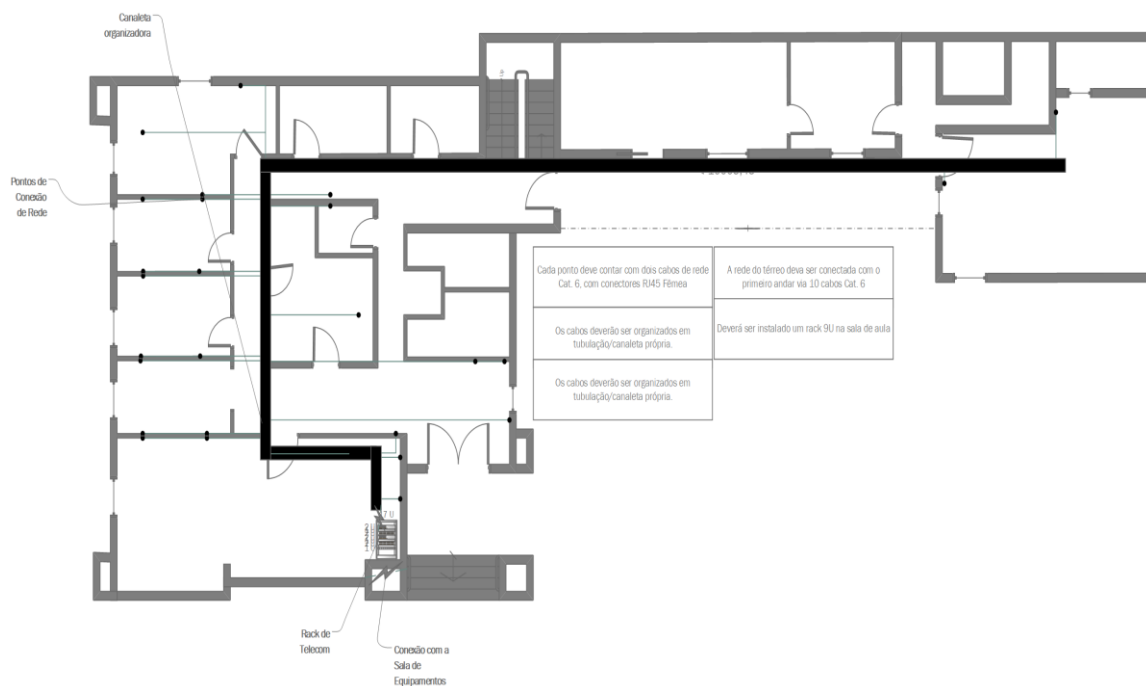 Canaleta
organizadora
Pontos de
Conexão
de Rede
Cada ponto deve contar com dois cabos de rede
Cat. 6, com conectores RJ45 Fêmea
A rede do térreo deva ser conectada com o
primeiro andar via 10 cabos Cat. 6
Os cabos deverão ser organizados em
tubulação/canaleta própria.
Deverá ser instalado um rack 9U na sala de aula
Os cabos deverão ser organizados em
tubulação/canaleta própria.
7 U
Rack de
Telecom
Conexão com a
Sala de
Equipamentos